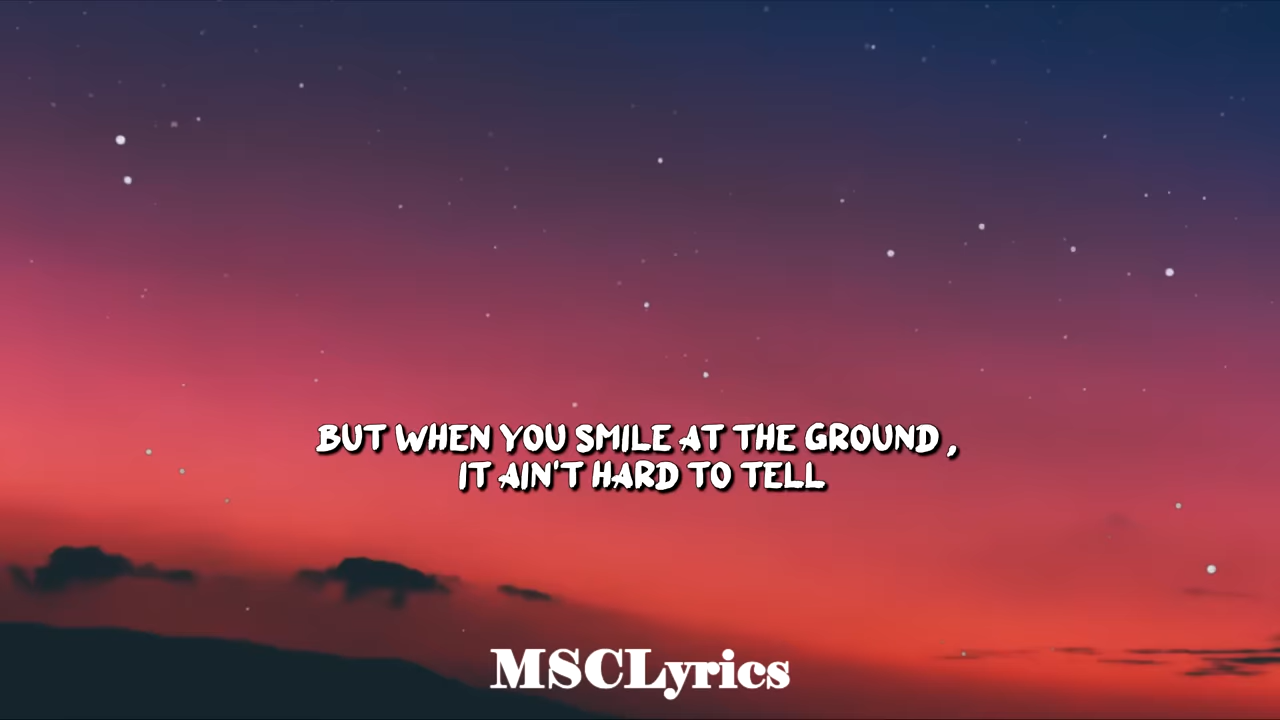 BUT WHEN YOU SMILE AT THE GROUND ,
IT AIN'T HARD TO TELL
MSCLyrics